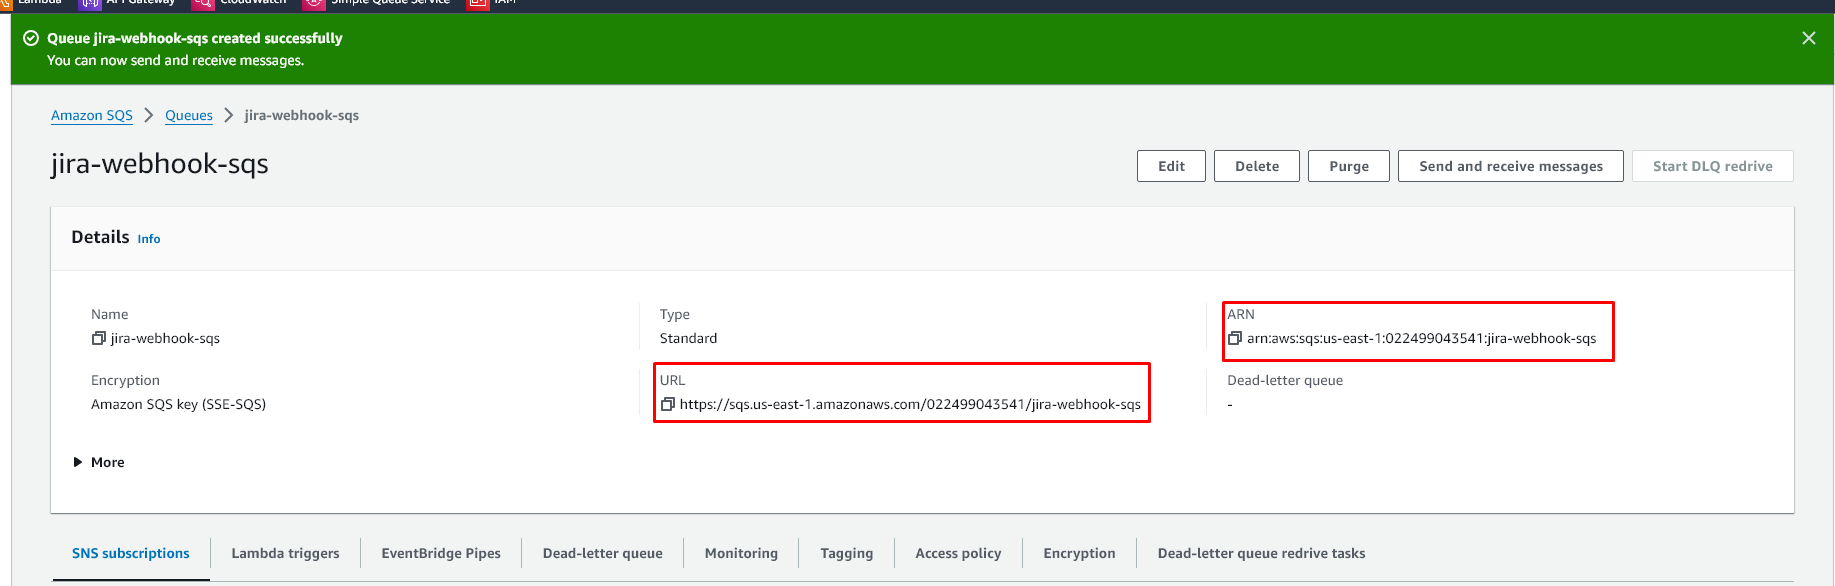 Lambda API Gateway CloudWatch Simple Queue Service IAM
Queue jira-webhook-sqs created successfully
You can now send and receive messages.
Amazon SQS Queues jira-webhook-sqs
jira-webhook-sqs
Edit Delete Purge Send and receive messages Start DLQ redrive
Details Info
Name Type ARN
jira-webhook-sqs Standard arn:aws:sqs:us-east-1:022499043541:jira-webhook-sqs
Encryption URL Dead-letter queue
Amazon SQS key (SSE-SQS) https://sqs.us-east-1.amazonaws.com/022499043541/jira-webhook-sqs -
More
SNS subscriptions Lambda triggers EventBridge Pipes Dead-letter queue Monitoring Tagging Access policy Encryption Dead-letter queue redrive tasks